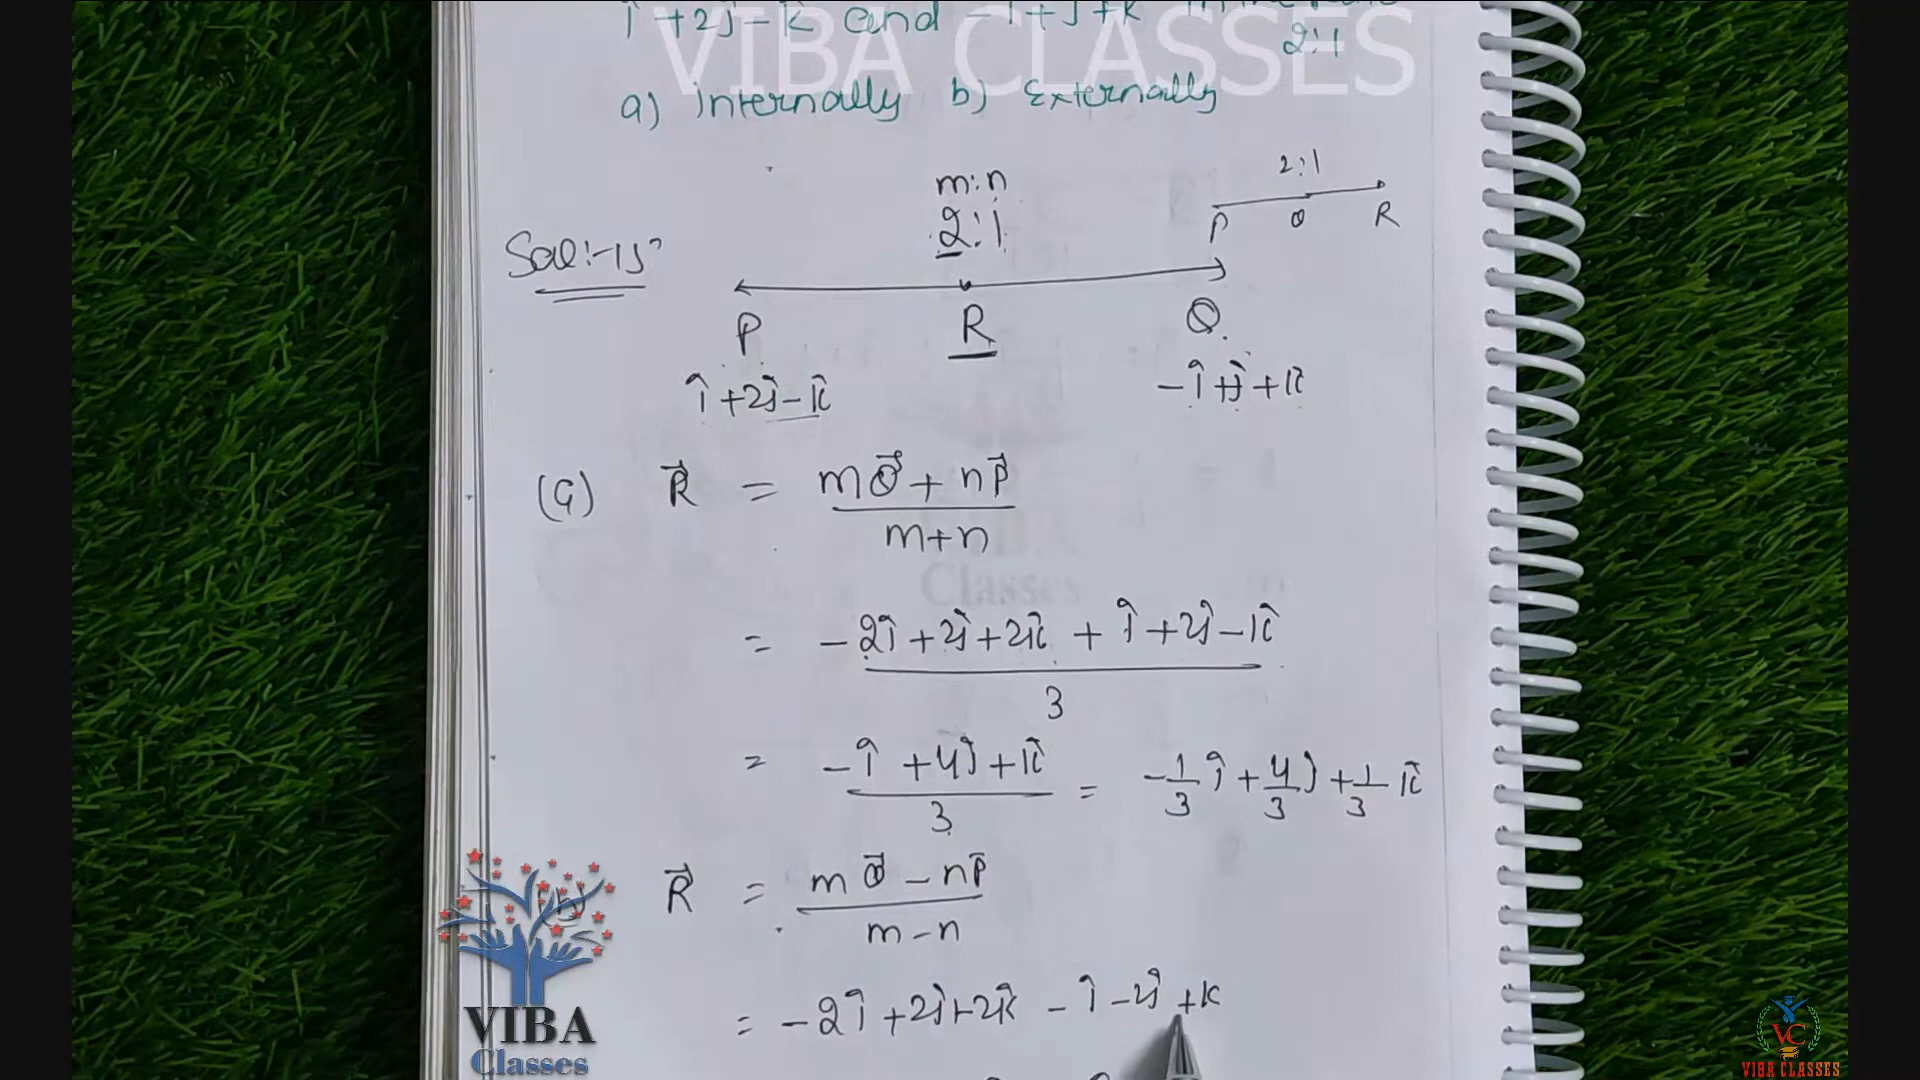 î+2ĵ-k̂ and -î+ĵ+k̂
2:1
VIBA CLASSES
a) internally b) Externally
m:n
2:1
2:1
P Q R
Sol:-15
P R Q
î+2ĵ-k̂
-î+ĵ+k̂
(a) R⃗ = mQ⃗ + nP⃗
m+n
= -2î+2ĵ+2k̂ + î+2ĵ-k̂
3
= -î+4ĵ+k̂ = -1/3 î + 4/3 ĵ + 1/3 k̂
3
R⃗ = mQ⃗ - nP⃗
m-n
= -2î+2ĵ+2k̂ - î-2ĵ+k
VIBA
Classes
VC
VIBA CLASSES